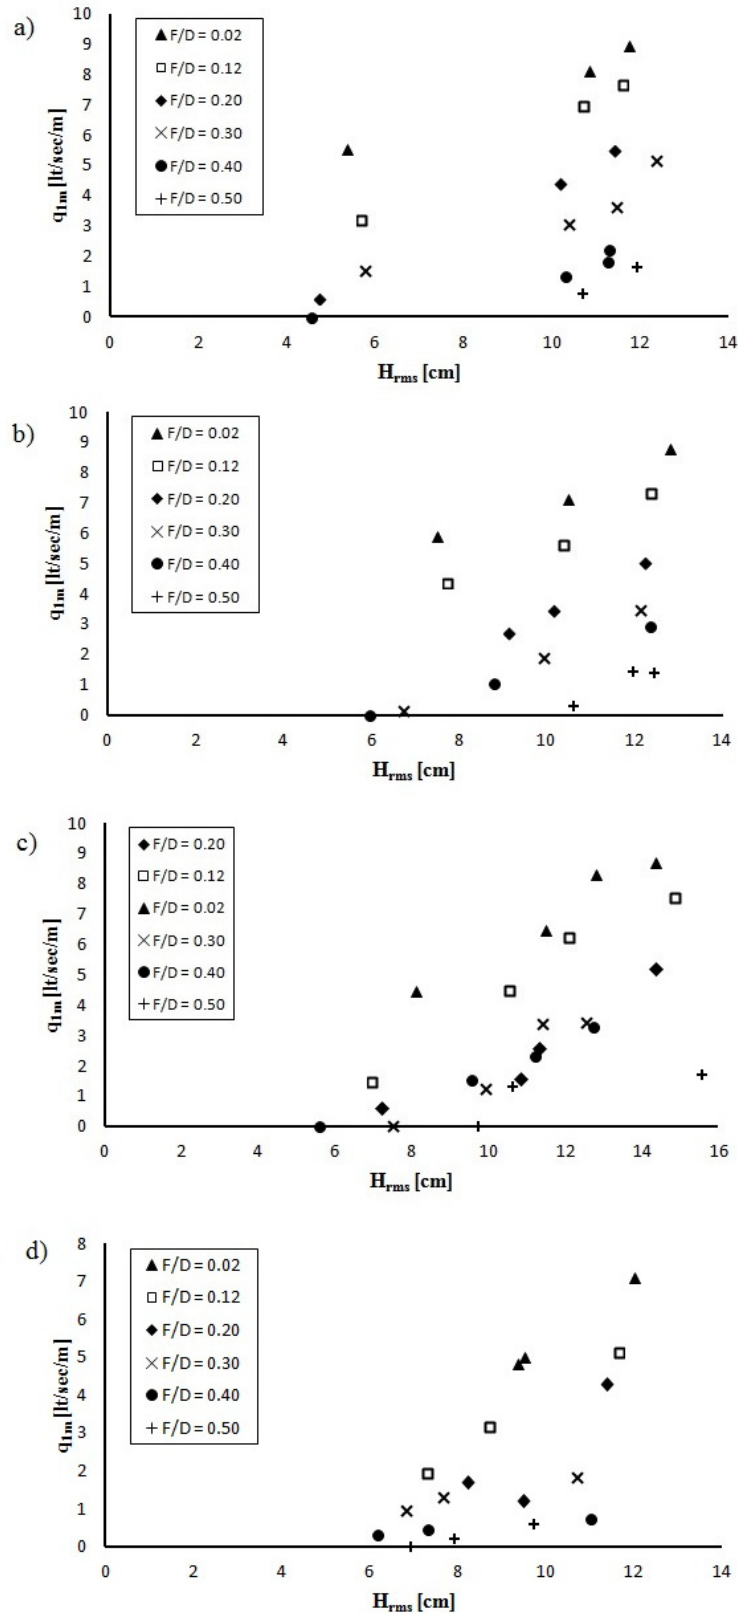 a)
10
9
8
7
6
5
4
3
2
1
0
q1m [lt/sec/m]
F/D = 0.02
F/D = 0.12
F/D = 0.20
F/D = 0.30
F/D = 0.40
F/D = 0.50
0 2 4 6 8 10 12 14
Hrms [cm]
b)
10
9
8
7
6
5
4
3
2
1
0
q1m [lt/sec/m]
F/D = 0.02
F/D = 0.12
F/D = 0.20
F/D = 0.30
F/D = 0.40
F/D = 0.50
0 2 4 6 8 10 12 14
Hrms [cm]
c)
10
9
8
7
6
5
4
3
2
1
0
q1m [lt/sec/m]
F/D = 0.20
F/D = 0.12
F/D = 0.02
F/D = 0.30
F/D = 0.40
F/D = 0.50
0 2 4 6 8 10 12 14 16
Hrms [cm]
d)
8
7
6
5
4
3
2
1
0
q1m [lt/sec/m]
F/D = 0.02
F/D = 0.12
F/D = 0.20
F/D = 0.30
F/D = 0.40
F/D = 0.50
0 2 4 6 8 10 12 14
Hrms [cm]